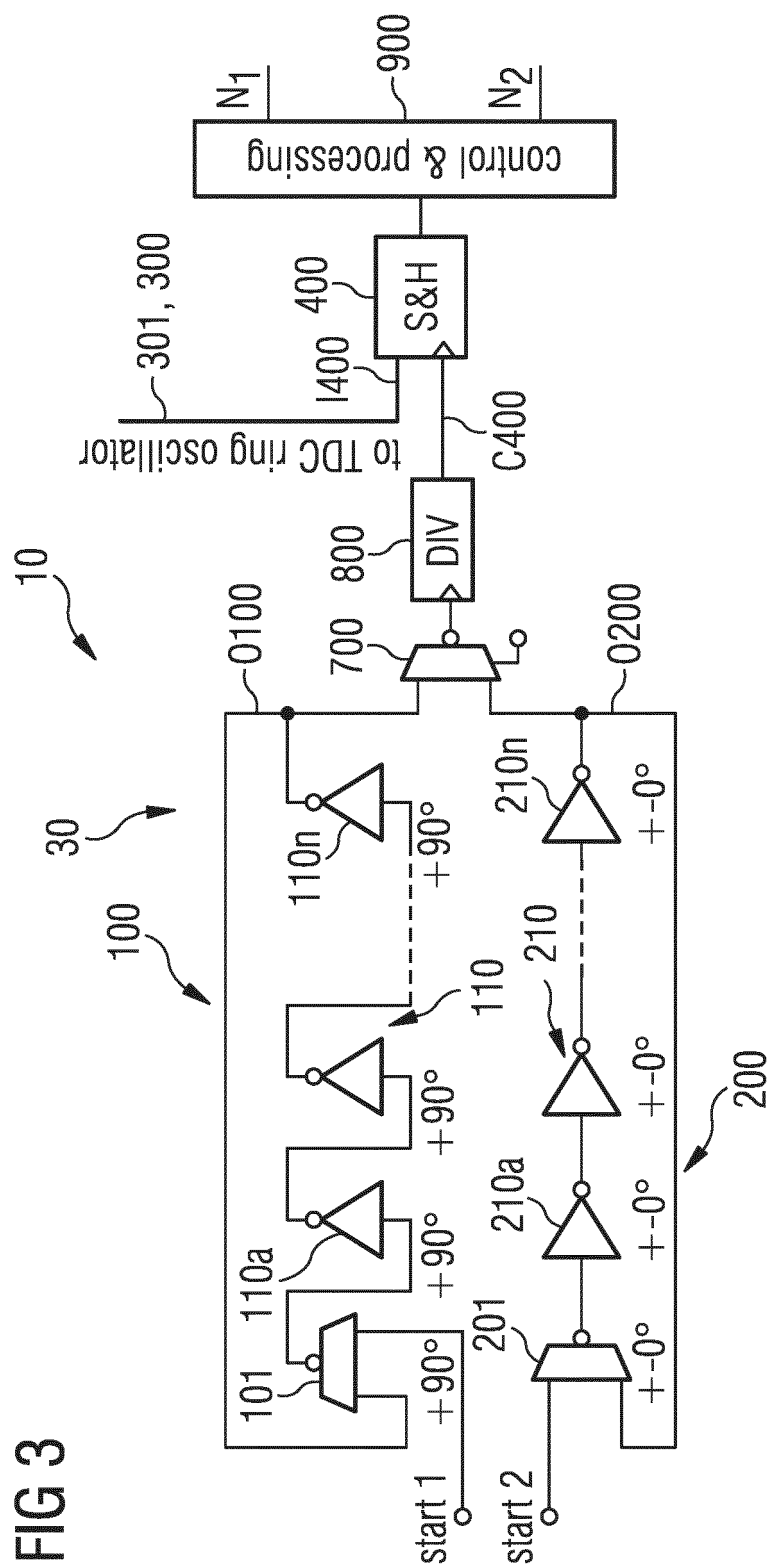 FIG 3
10
30
100
O100
101
110a
110
110n
+90°
+90°
+90°
+90°
start 1
start 2
201
210a
210
210n
+-0°
+-0°
+-0°
+-0°
200
O200
700
800
DIV
C400
to TDC ring oscillator
301, 300
I400
400
S&H
control & processing
900
N1
N2